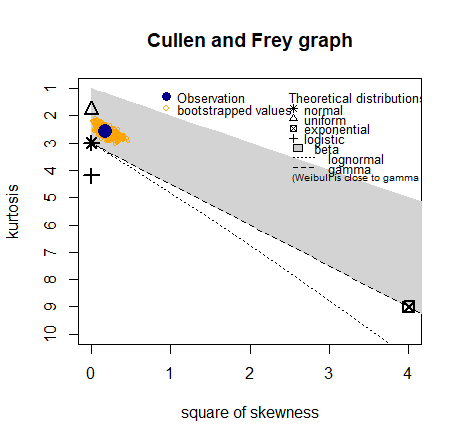 Cullen and Frey graph
Observation
bootstrapped values
Theoretical distributions
normal
uniform
exponential
logistic
beta
lognormal
gamma
(Weibull is close to gamma
kurtosis
1
2
3
4
5
6
7
8
9
10
0 1 2 3 4
square of skewness